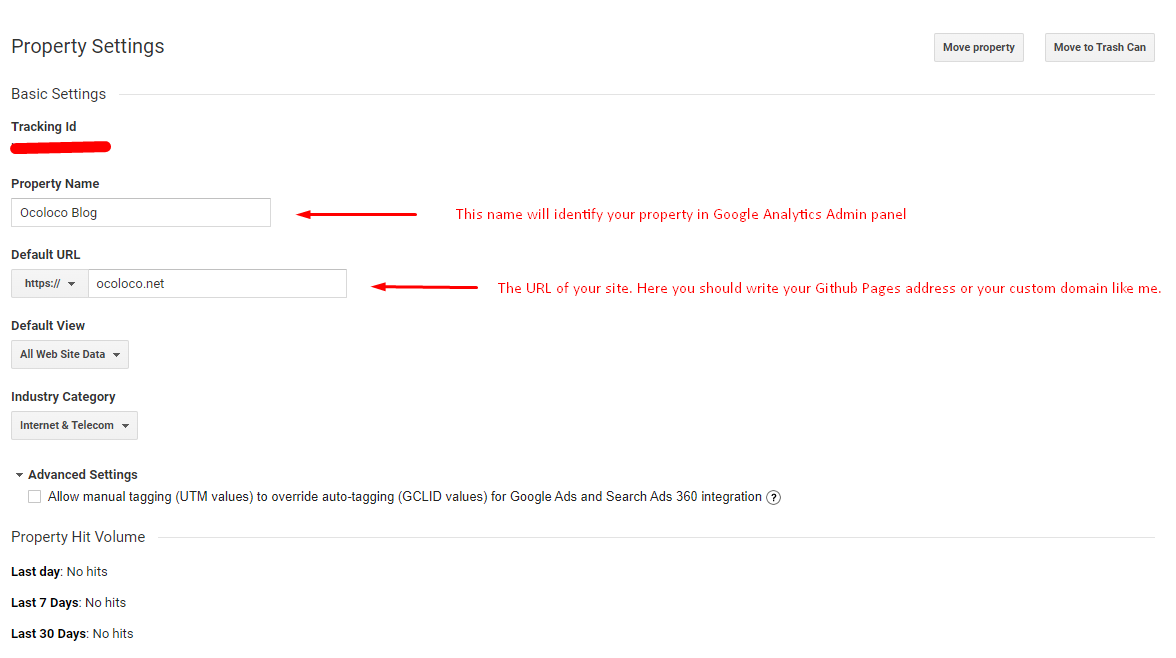 Property Settings
Move property
Move to Trash Can
Basic Settings
Tracking Id
Property Name
Ocoloco Blog
This name will identify your property in Google Analytics Admin panel
Default URL
https://
ocoloco.net
The URL of your site. Here you should write your Github Pages address or your custom domain like me.
Default View
All Web Site Data
Industry Category
Internet & Telecom
Advanced Settings
Allow manual tagging (UTM values) to override auto-tagging (GCLID values) for Google Ads and Search Ads 360 integration ?
Property Hit Volume
Last day: No hits
Last 7 Days: No hits
Last 30 Days: No hits